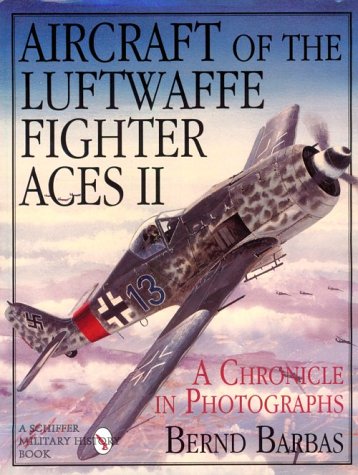 AIRCRAFT OF THE
LUFTWAFFE
FIGHTER
ACES II
13
A CHRONICLE
IN PHOTOGRAPHS
A SCHIFFER
MILITARY HISTORY
BOOK
BERND BARBAS